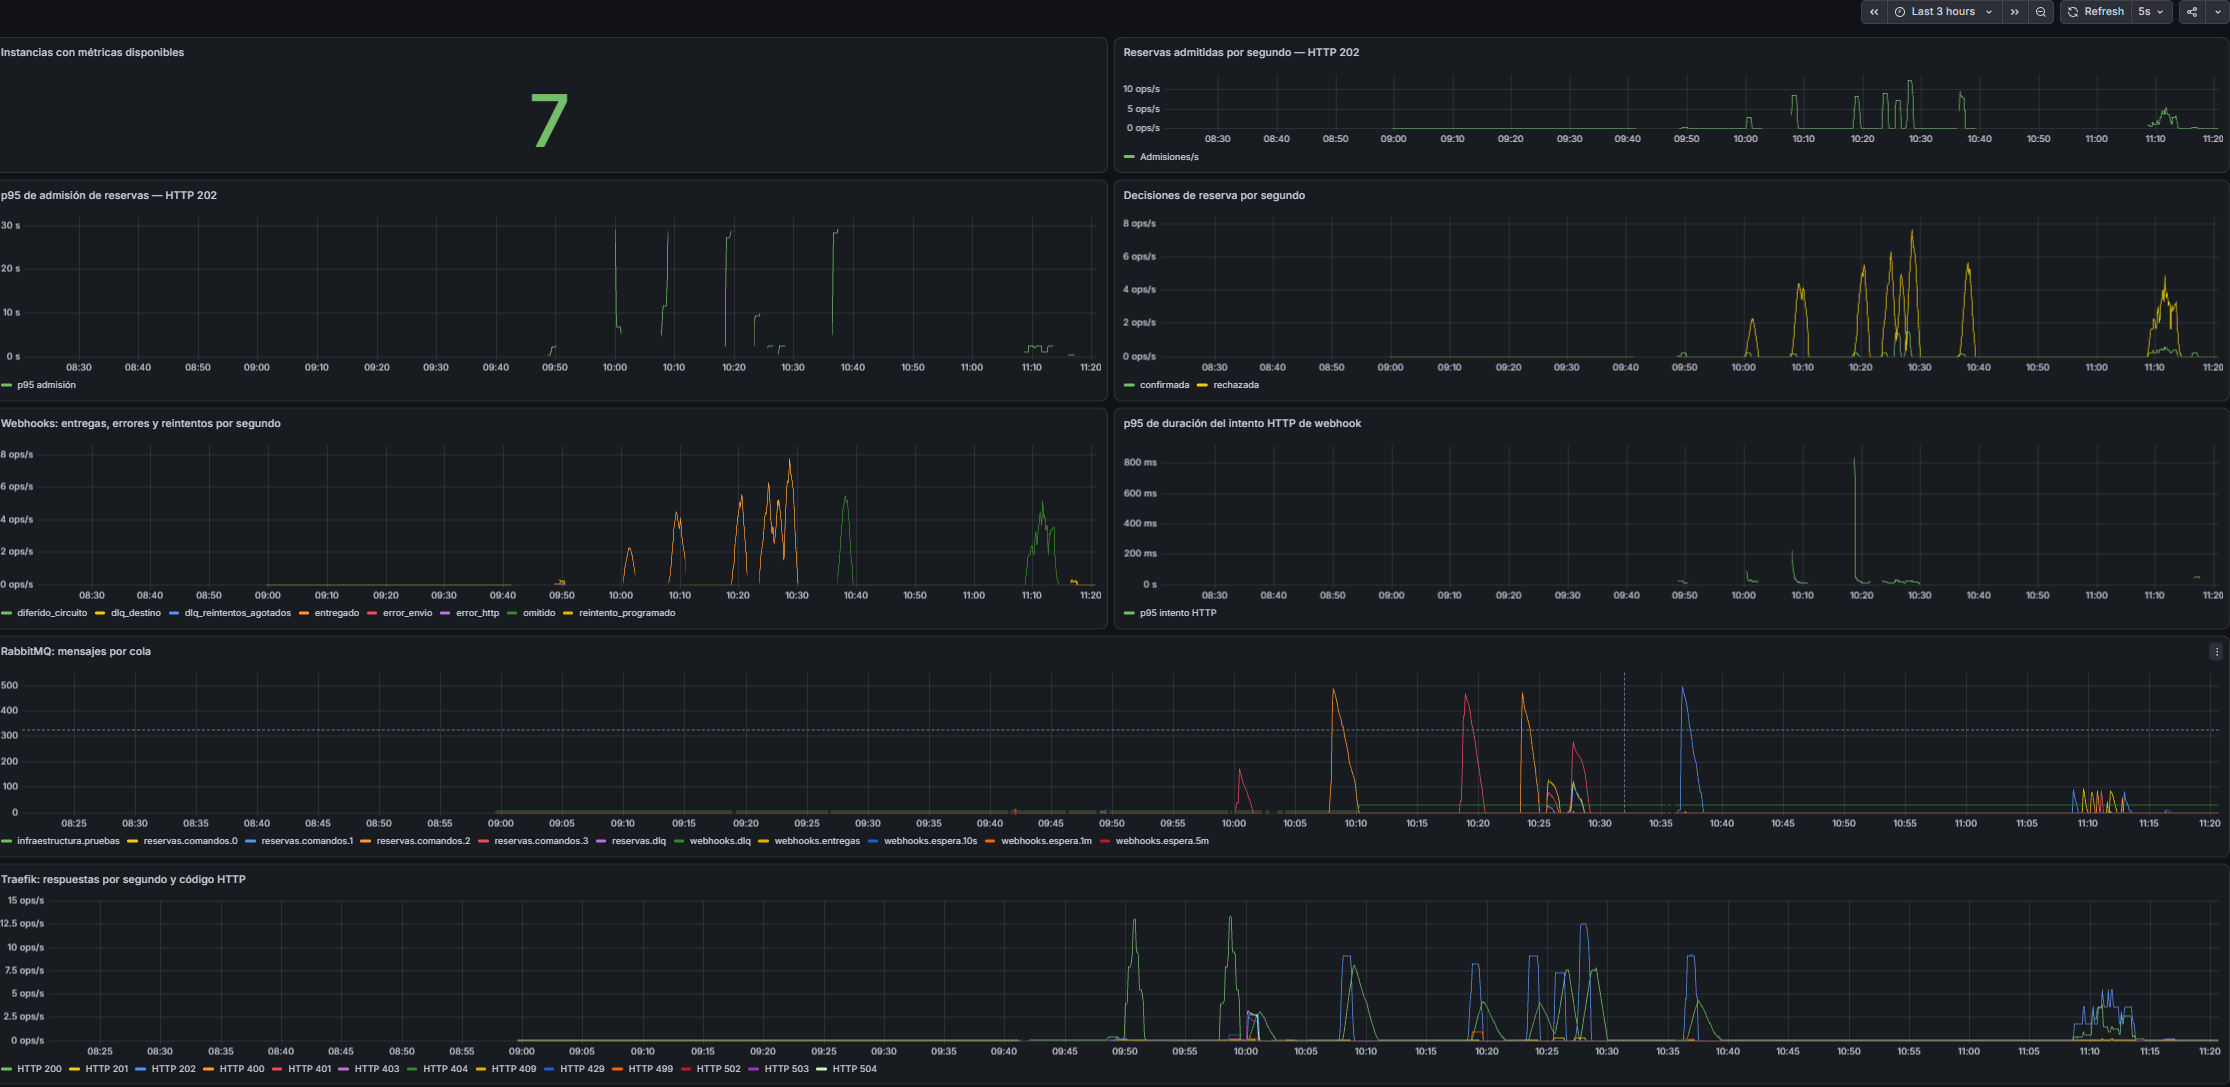 Last 3 hours Refresh 5s
Instancias con métricas disponibles
7
Reservas admitidas por segundo — HTTP 202
10 ops/s
5 ops/s
0 ops/s
08:30 08:40 08:50 09:00 09:10 09:20 09:30 09:40 09:50 10:00 10:10 10:20 10:30 10:40 10:50 11:00 11:10 11:20
Admisiones/s
p95 de admisión de reservas — HTTP 202
30 s
20 s
10 s
0 s
08:30 08:40 08:50 09:00 09:10 09:20 09:30 09:40 09:50 10:00 10:10 10:20 10:30 10:40 10:50 11:00 11:10 11:20
p95 admisión
Decisiones de reserva por segundo
8 ops/s
6 ops/s
4 ops/s
2 ops/s
0 ops/s
08:30 08:40 08:50 09:00 09:10 09:20 09:30 09:40 09:50 10:00 10:10 10:20 10:30 10:40 10:50 11:00 11:10 11:20
confirmada rechazada
Webhooks: entregas, errores y reintentos por segundo
8 ops/s
6 ops/s
4 ops/s
2 ops/s
0 ops/s
08:30 08:40 08:50 09:00 09:10 09:20 09:30 09:40 09:50 10:00 10:10 10:20 10:30 10:40 10:50 11:00 11:10 11:20
diferido_circuito dlq_destino dlq_reintentos_agotados entregado error_envio error_http omitido reintento_programado
p95 de duración del intento HTTP de webhook
800 ms
600 ms
400 ms
200 ms
0 s
08:30 08:40 08:50 09:00 09:10 09:20 09:30 09:40 09:50 10:00 10:10 10:20 10:30 10:40 10:50 11:00 11:10 11:20
p95 intento HTTP
RabbitMQ: mensajes por cola
500
400
300
200
100
0
08:25 08:30 08:35 08:40 08:45 08:50 08:55 09:00 09:05 09:10 09:15 09:20 09:25 09:30 09:35 09:40 09:45 09:50 09:55 10:00 10:05 10:10 10:15 10:20 10:25 10:30 10:35 10:40 10:45 10:50 10:55 11:00 11:05 11:10 11:15 11:20
infraestructura.pruebas reservas.comandos.0 reservas.comandos.1 reservas.comandos.2 reservas.comandos.3 reservas.dlq webhooks.dlq webhooks.entregas webhooks.espera.10s webhooks.espera.1m webhooks.espera.5m
Traefik: respuestas por segundo y código HTTP
15 ops/s
12.5 ops/s
10 ops/s
7.5 ops/s
5 ops/s
2.5 ops/s
0 ops/s
08:25 08:30 08:35 08:40 08:45 08:50 08:55 09:00 09:05 09:10 09:15 09:20 09:25 09:30 09:35 09:40 09:45 09:50 09:55 10:00 10:05 10:10 10:15 10:20 10:25 10:30 10:35 10:40 10:45 10:50 10:55 11:00 11:05 11:10 11:15 11:20
HTTP 200 HTTP 201 HTTP 202 HTTP 400 HTTP 401 HTTP 403 HTTP 404 HTTP 409 HTTP 429 HTTP 499 HTTP 502 HTTP 503 HTTP 504